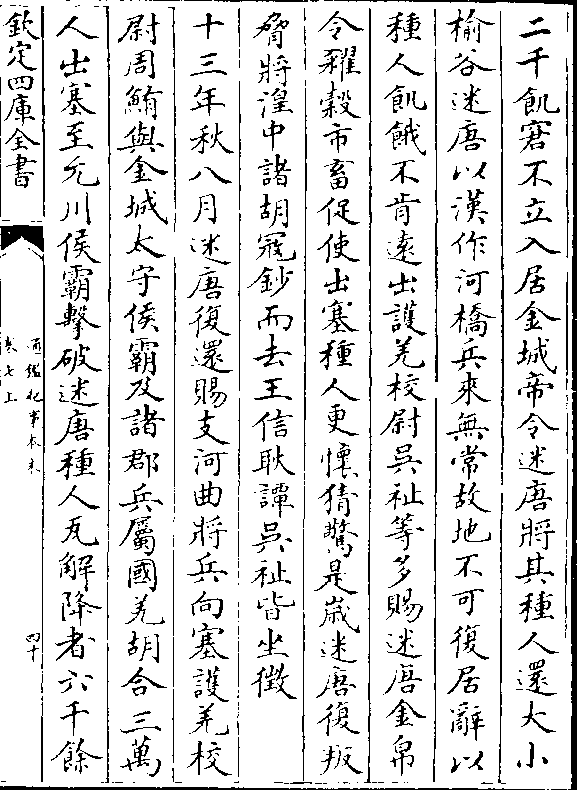 二千飢窘不立入居金城帝令迷唐將其種人還大小
榆谷迷唐以漢作河橋兵來無常故地不可復居辭以
種人飢餓不肯遠出護羌校尉吳祉等多賜迷唐金帛
令糴穀市畜促使出塞種人更懷猜驚是歲迷唐復叛
脅將湟中諸胡冦鈔而去王信耿譚吳祉皆坐徵
十三年秋八月迷唐復還賜支河曲將兵向塞護羌校
尉周鮪與金城太守侯霸及諸郡兵屬國羌胡合三萬
人出塞至允川侯霸擊破迷唐種人瓦解降者六千餘
欽定四庫全書
通鑑紀事本末
卷七上
四十